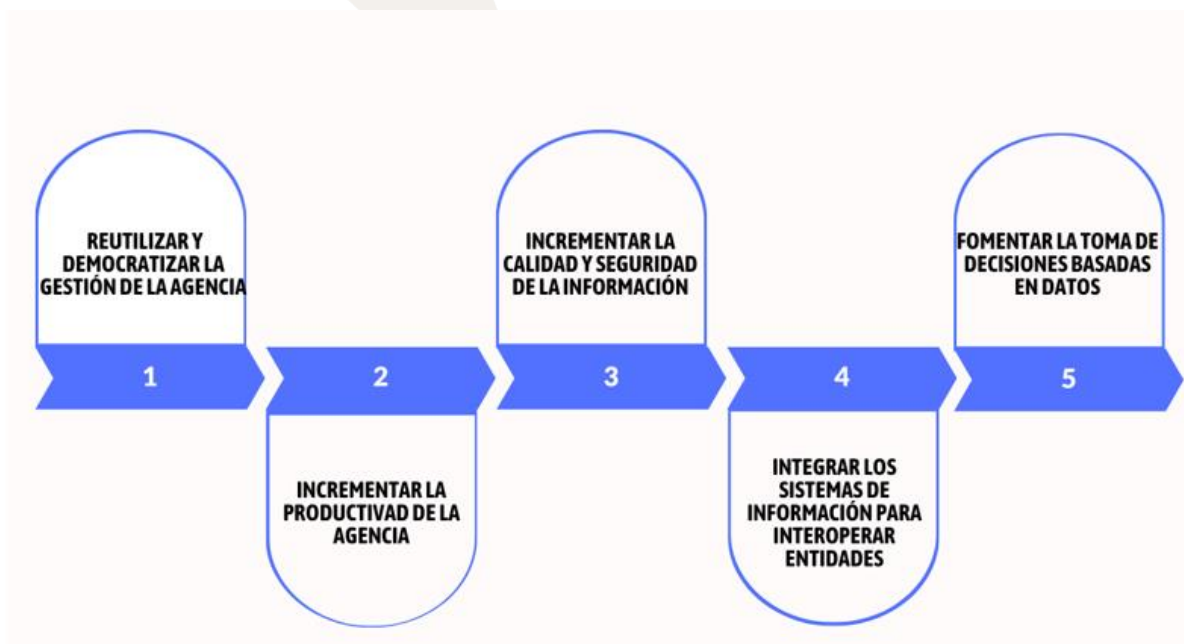 REUTILIZAR Y
DEMOCRATIZAR LA
GESTIÓN DE LA AGENCIA
1
2
INCREMENTAR LA
PRODUCTIVAD DE LA
AGENCIA
INCREMENTAR LA
CALIDAD Y SEGURIDAD
DE LA INFORMACIÓN
3
4
INTEGRAR LOS
SISTEMAS DE
INFORMACIÓN PARA
INTEROPERAR
ENTIDADES
FOMENTAR LA TOMA DE
DECISIONES BASADAS
EN DATOS
5